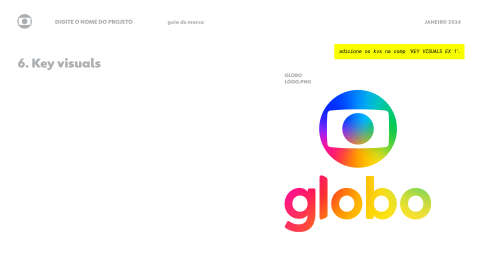 DIGITE O NOME DO PROJETO
guia de marca
JANEIRO 2024
adicione os kvs na comp 'KEY VISUALS EX 1'.
6. Key visuals
GLOBO
LOGO.PNG
globo